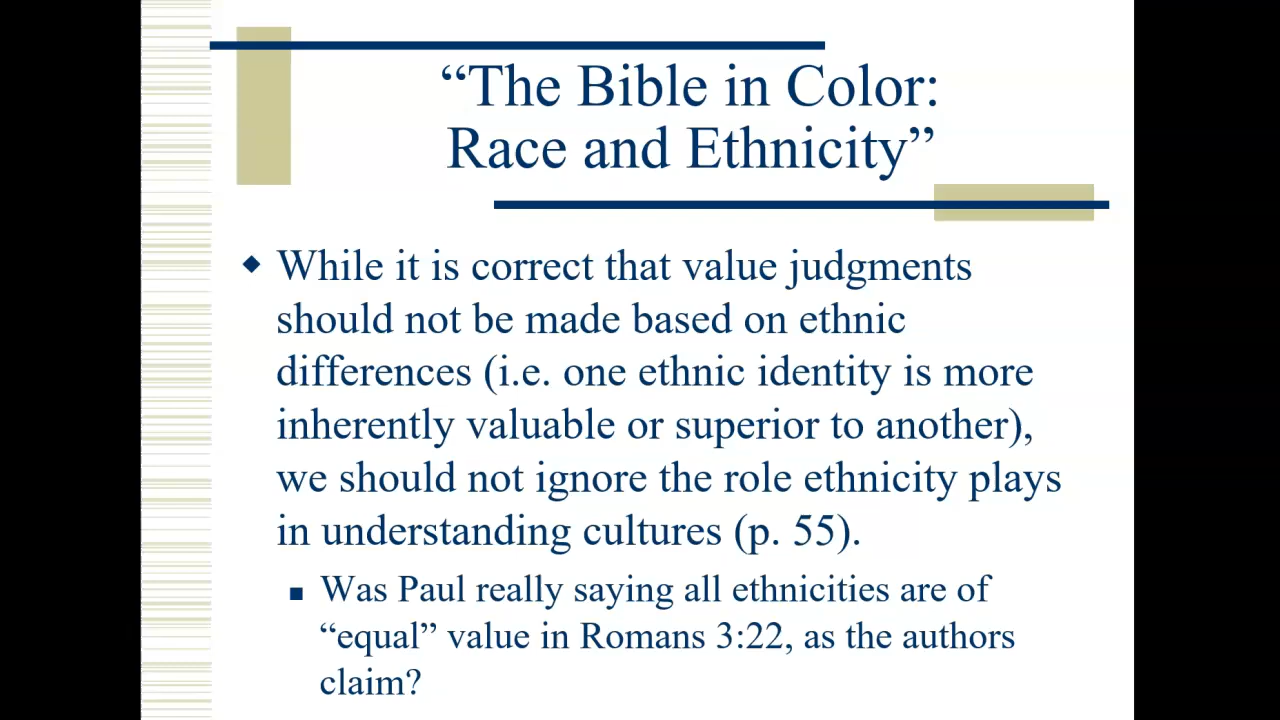 “The Bible in Color:
Race and Ethnicity”
While it is correct that value judgments
should not be made based on ethnic
differences (i.e. one ethnic identity is more
inherently valuable or superior to another),
we should not ignore the role ethnicity plays
in understanding cultures (p. 55).
Was Paul really saying all ethnicities are of
“equal” value in Romans 3:22, as the authors
claim?